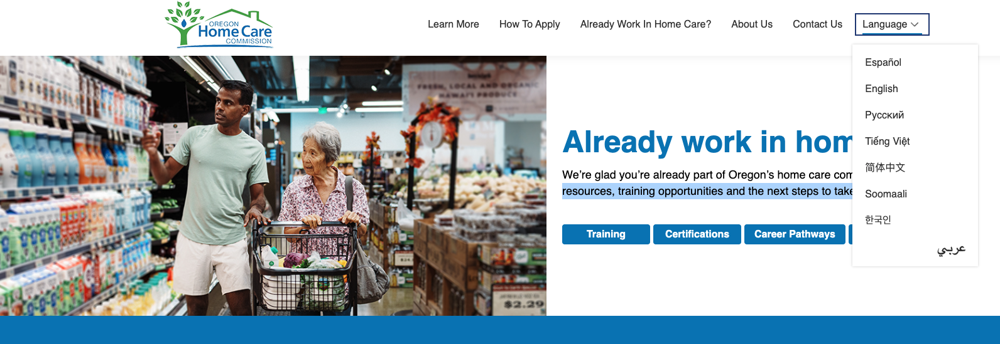 OREGON
Home Care
COMMISSION
Learn More
How To Apply
Already Work In Home Care?
About Us
Contact Us
Language
Español
English
Русский
Tiếng Việt
简体中文
Soomaali
한국인
عربي
FRESH, LOCAL AND ORGANIC
HAWAI'I PRODUCE
$2.29
Already work in hom
We're glad you're already part of Oregon's home care com
resources, training opportunities and the next steps to take
Training
Certifications
Career Pathways